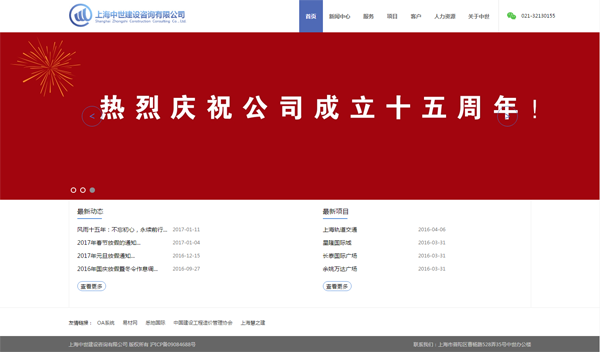 上海中世建设咨询有限公司
Shanghai Zhongshi Construction Consulting Co., Ltd
首页 新闻中心 服务 项目 客户 人力资源 关于中世 021-32130155
热烈庆祝公司成立十五周年！
最新动态
风雨十五年：不忘初心，永续前行... 2017-01-11
2017年春节放假的通知... 2017-01-04
2017年元旦放假通知... 2016-12-15
2016年国庆放假暨冬令作息调... 2016-09-27
查看更多
最新项目
上海轨道交通 2016-04-06
星隆国际城 2016-03-31
长泰国际广场 2016-03-31
余姚万达广场 2016-03-31
查看更多
友情链接： OA系统 易材网 悉地国际 中国建设工程造价管理协会 上海慧之建
上海中世建设咨询有限公司 版权所有 沪ICP备09084688号
联系我们：上海市普陀区曹杨路528弄35号中世办公楼